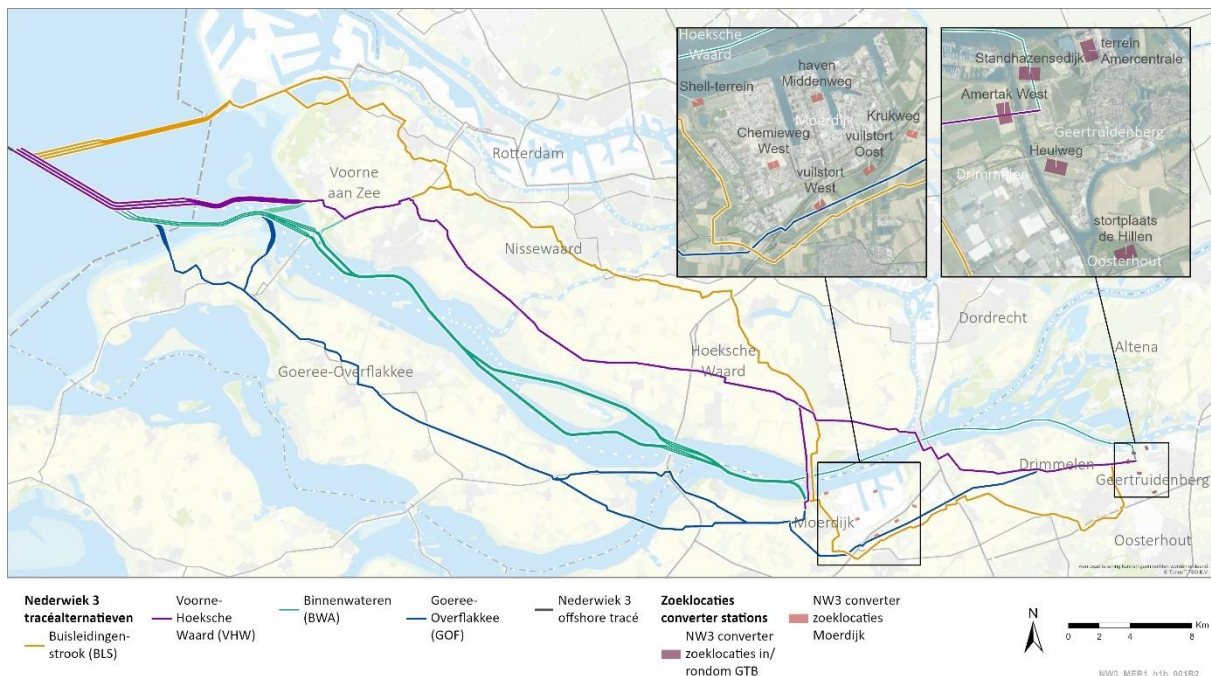 Hoeksche
Waard
haven
Middenweg
Shell-terrein
Moerdijk
Krukweg
Chemieweg
West
vuilstort
Oost
vuilstort
West
terrein
Amercentrale
Standhazensedijk
Amertak West
Geertruidenberg
Heulweg
Drimmelen
stortplaats
de Hillen
Oosterhout
Rotterdam
Voorne
aan Zee
Nissewaard
Dordrecht
Altena
Hoeksche
Waard
Goeree-Overflakkee
Drimmelen
Geertruidenberg
Moerdijk
Oosterhout
Nederwiek 3
tracéalternatieven
Buisleidingen-
strook (BLS)
Voorne-
Hoeksche
Waard (VHW)
Binnenwateren
(BWA)
Goeree-
Overflakkee
(GOF)
Nederwiek 3
offshore tracé
Zoeklocaties
converter stations
NW3 converter
zoeklocaties in/
rondom GTB
NW3 converter
zoeklocaties
Moerdijk
N
Km
0 2 4 8